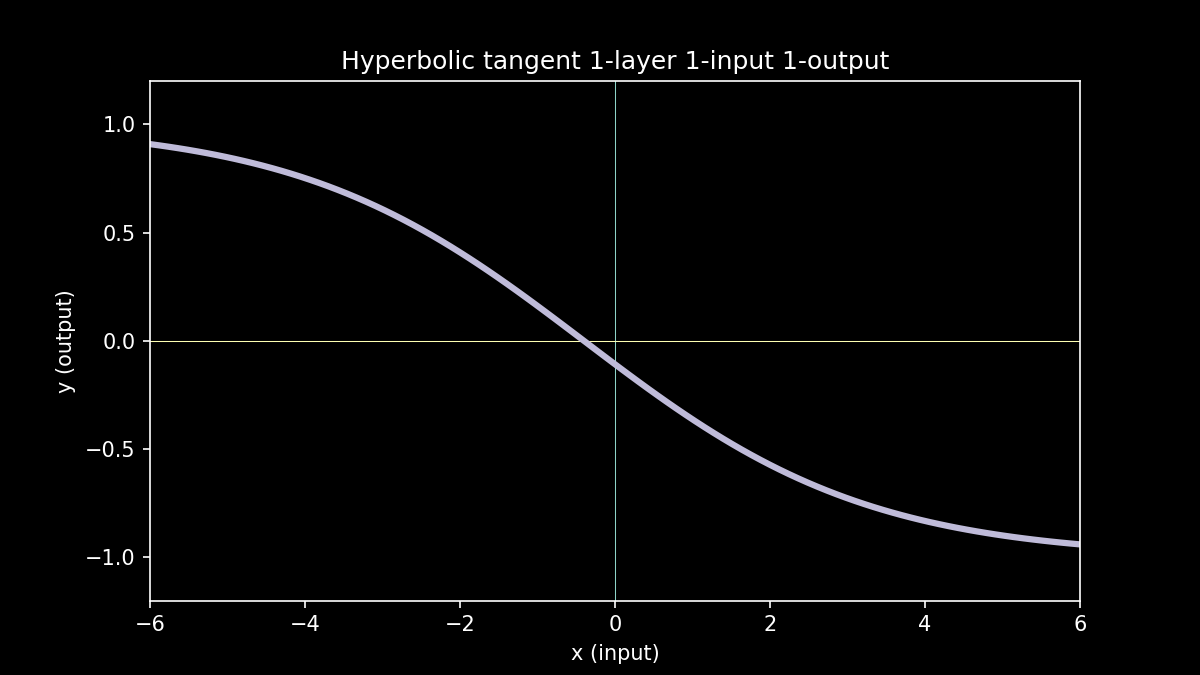 Hyperbolic tangent 1-layer 1-input 1-output
1.0
0.5
0.0
−0.5
−1.0
y (output)
−6 −4 −2 0 2 4 6
x (input)